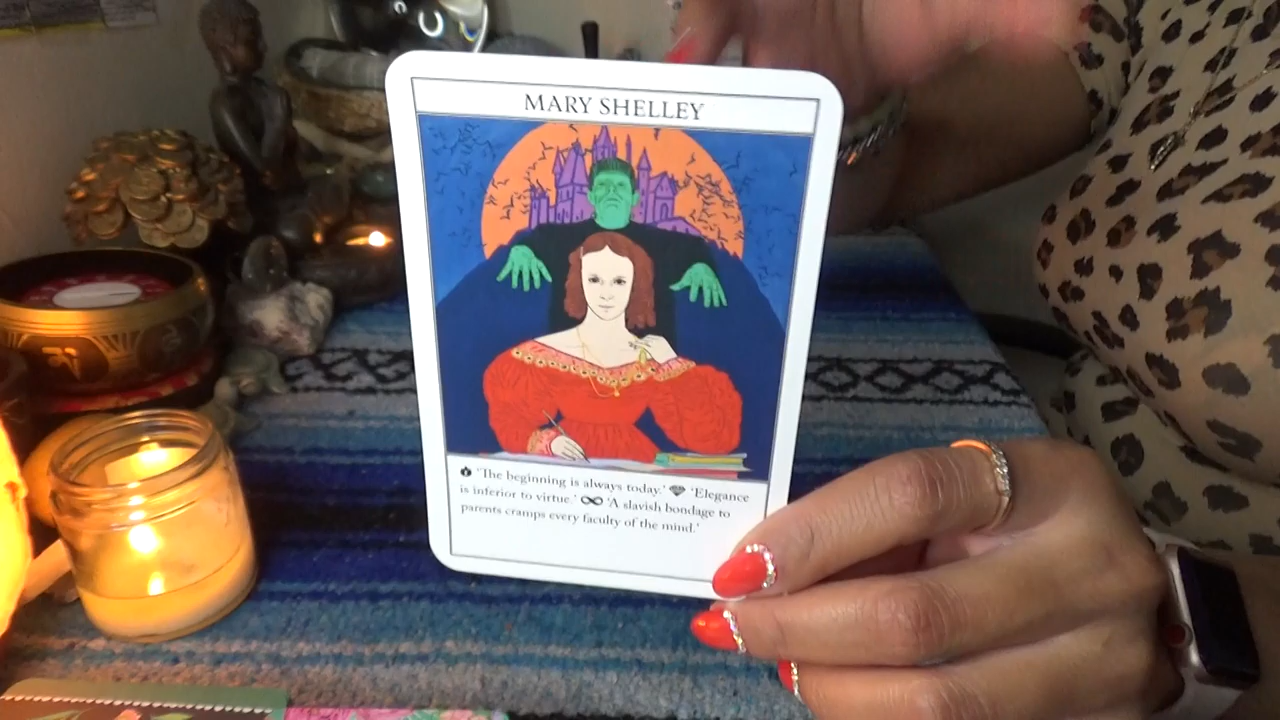 MARY SHELLEY
'The beginning is always today.' 'Elegance
is inferior to virtue.' 'A slavish bondage to
parents cramps every faculty of the mind.'